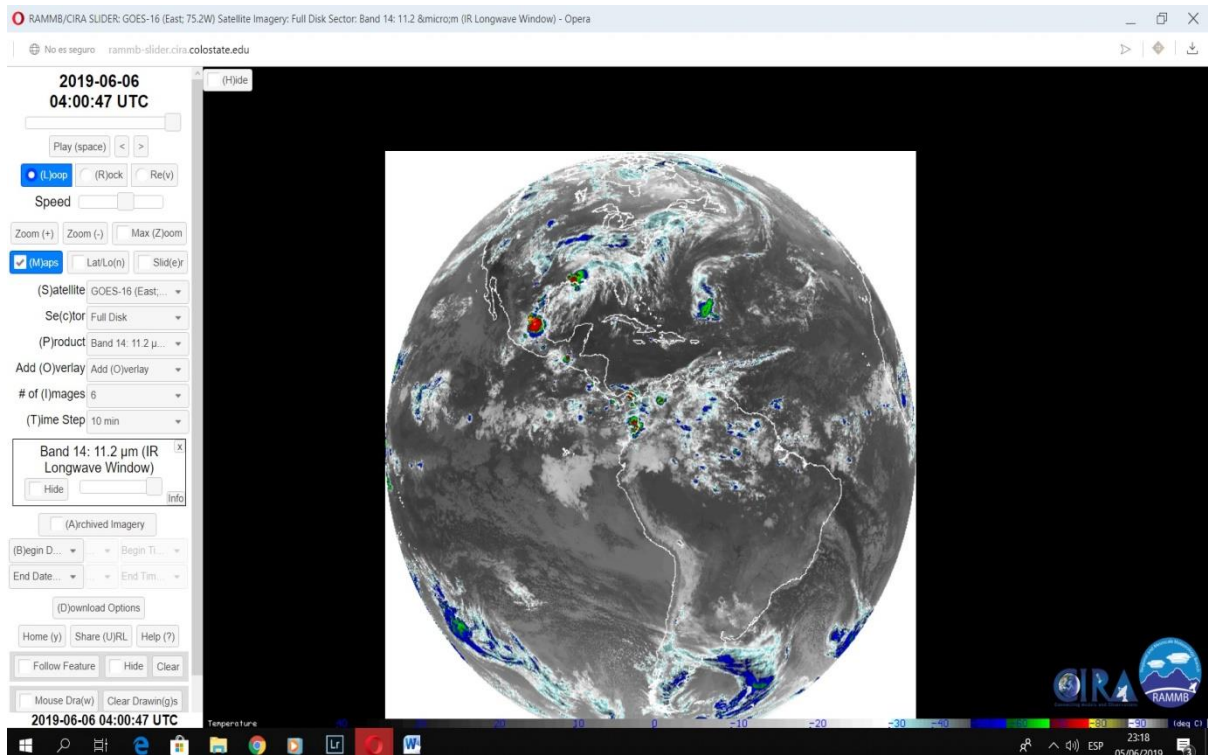 RAMMB/CIRA SLIDER: GOES-16 (East; 75.2W) Satellite Imagery: Full Disk Sector: Band 14: 11.2 &micro;m (IR Longwave Window) - Opera
No es seguro rammb-slider.cira.colostate.edu
2019-06-06
04:00:47 UTC
(H)ide
Play (space) < >
(L)oop (R)ock Re(v)
Speed
Zoom (+) Zoom (-) Max (Z)oom
(M)aps Lat/Lo(n) Slid(e)r
(S)atellite GOES-16 (East;...
Se(c)tor Full Disk
(P)roduct Band 14: 11.2 µ...
Add (O)verlay Add (O)verlay
# of (I)mages 6
(T)ime Step 10 min
Band 14: 11.2 µm (IR x
Longwave Window)
Hide
Info
(A)rchived Imagery
(B)egin D... ... Begin Ti...
End Date... ... End Tim...
(D)ownload Options
Home (y) Share (U)RL Help (?)
Follow Feature Hide Clear
Mouse Dra(w) Clear Drawin(g)s
2019-06-06 04:00:47 UTC
CIRA
RAMMB
Temperature 30 20 10 0 -10 -20 -30 -40 -80 -90 (deg C)
Lr W
ESP
23:18
05/06/2019
3